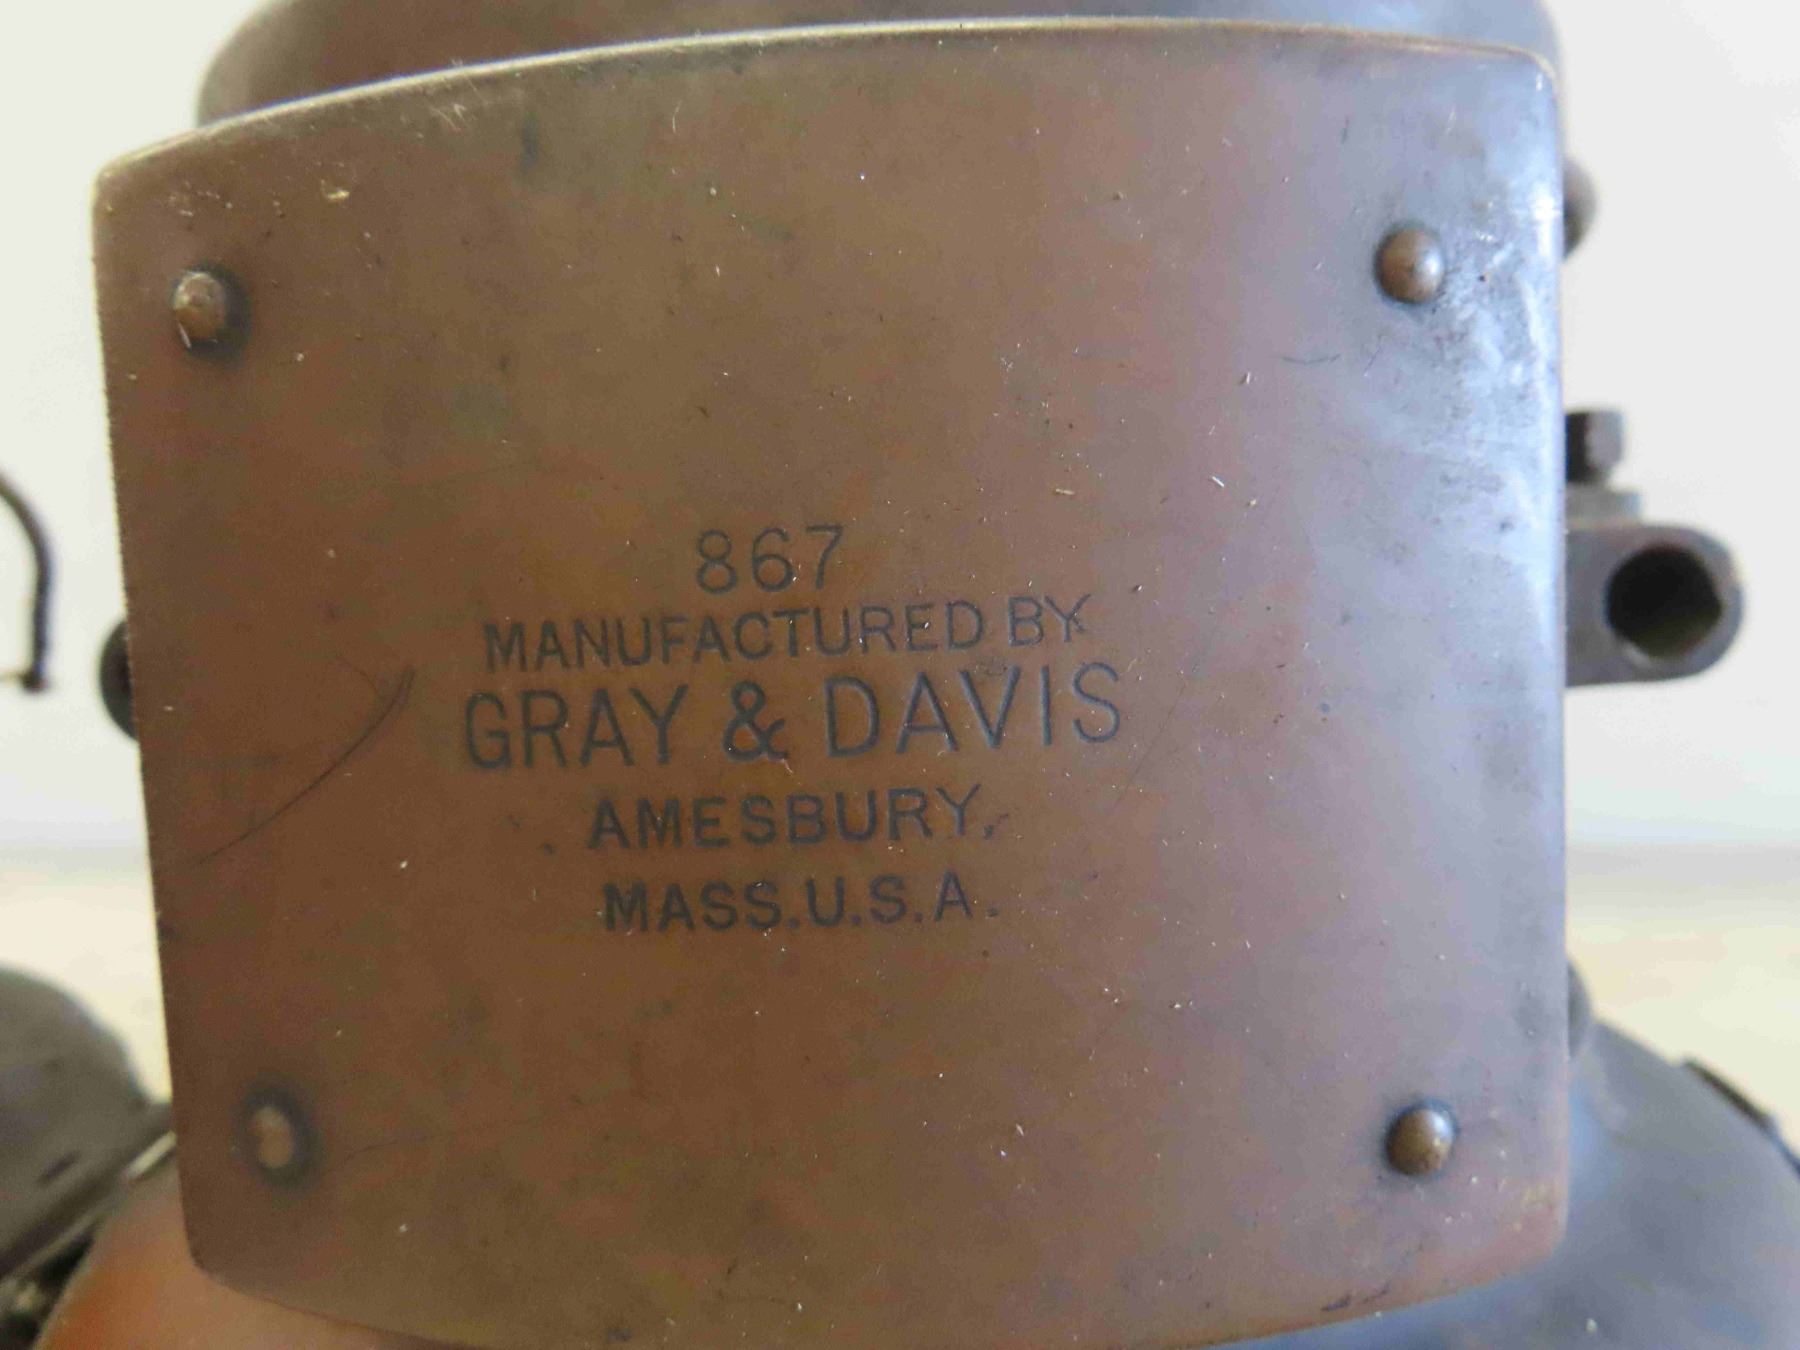 867
MANUFACTURED BY
GRAY & DAVIS
AMESBURY,
MASS.U.S.A.